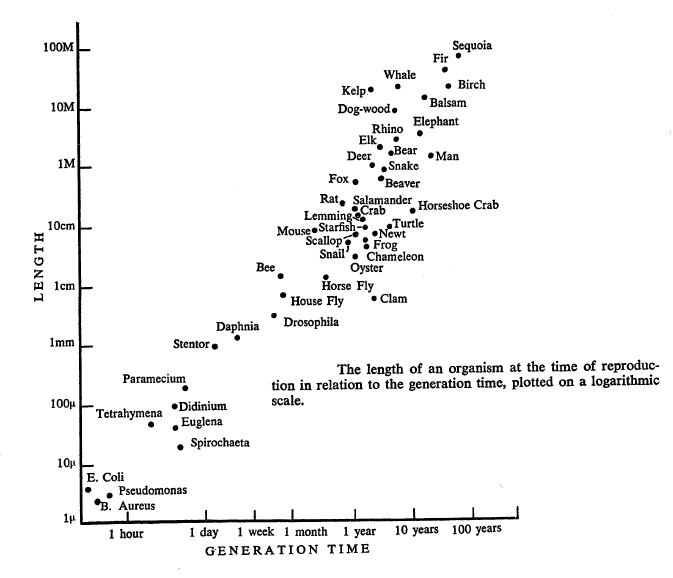 100M
Sequoia
Fir
Whale
Birch
Kelp
Balsam
10M
Dog-wood
Elephant
Rhino
Elk
Bear
Man
Deer
1M
Snake
Fox
Beaver
Rat
Salamander
Horseshoe Crab
Crab
Lemming
10cm
Mouse
Starfish
Turtle
Newt
Scallop
Frog
Snail
Chameleon
Oyster
Bee
Horse Fly
1cm
House Fly
Clam
Drosophila
Daphnia
1mm
Stentor
LENGTH
The length of an organism at the time of reproduc-
tion in relation to the generation time, plotted on a logarithmic
scale.
Paramecium
100μ
Didinium
Tetrahymena
Euglena
Spirochaeta
10μ
E. Coli
Pseudomonas
B. Aureus
1μ
1 hour 1 day 1 week 1 month 1 year 10 years 100 years
GENERATION TIME